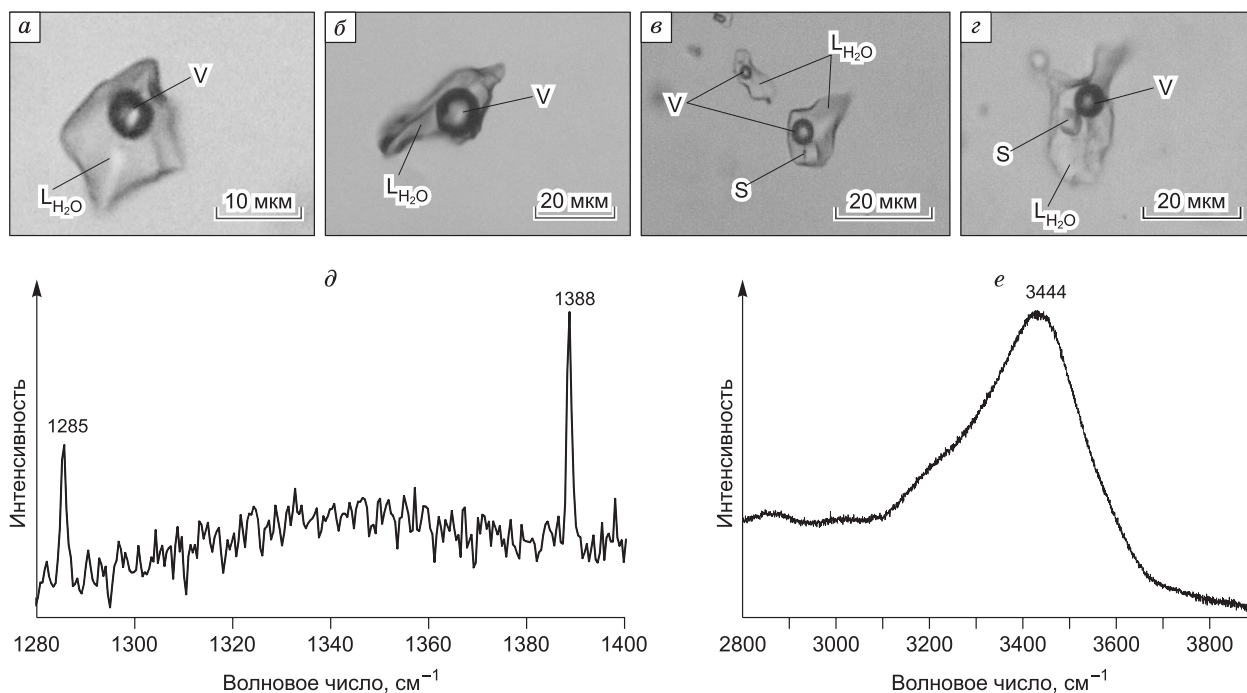 а
V
L H₂O
10 мкм
б
V
L H₂O
20 мкм
в
V
L H₂O
S
20 мкм
г
V
S
L H₂O
20 мкм
д
1285
1388
Интенсивность
1280 1300 1320 1340 1360 1380 1400
Волновое число, см⁻¹
е
3444
Интенсивность
2800 3000 3200 3400 3600 3800
Волновое число, см⁻¹